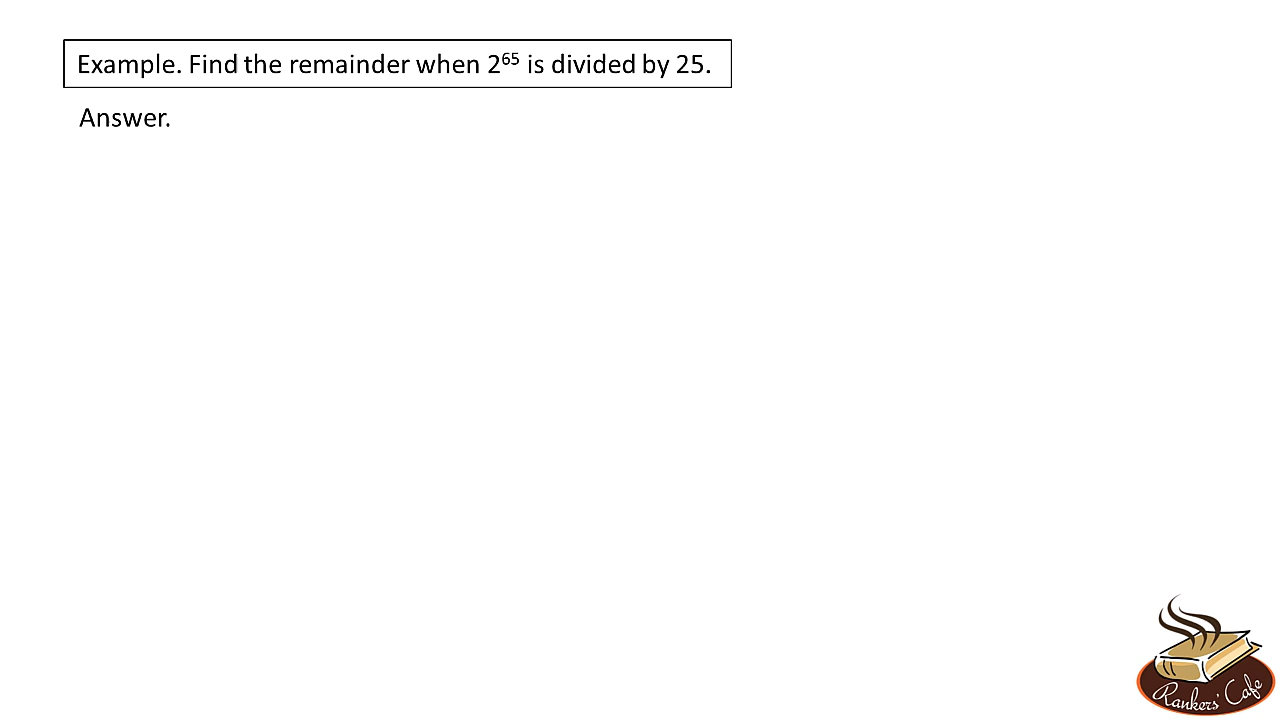 Example. Find the remainder when 2⁶⁵ is divided by 25.
Answer.
Rankers' Cafe